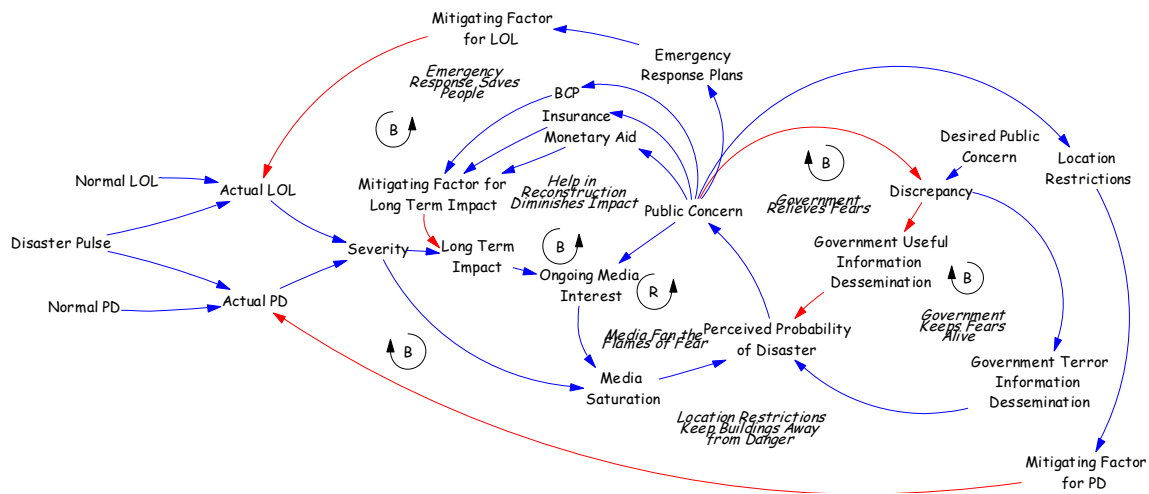 Mitigating Factor
for LOL
Emergency
Response Plans
Emergency
Response Saves
People
BCP
Insurance
Monetary Aid
B
B
Desired Public
Concern
Location
Restrictions
Normal LOL
Actual LOL
Mitigating Factor for
Long Term Impact
Help in
Reconstruction
Diminishes Impact
Public Concern
Government
Relieves Fears
Discrepancy
Disaster Pulse
Severity
Long Term
Impact
B
Government Useful
Information
Dessemination
Ongoing Media
Interest
R
B
Normal PD
Actual PD
Media Fan the
Flames of Fear
Perceived Probability
of Disaster
Government
Keeps Fears
Alive
B
Media
Saturation
Government Terror
Information
Dessemination
Location Restrictions
Keep Buildings Away
from Danger
Mitigating Factor
for PD